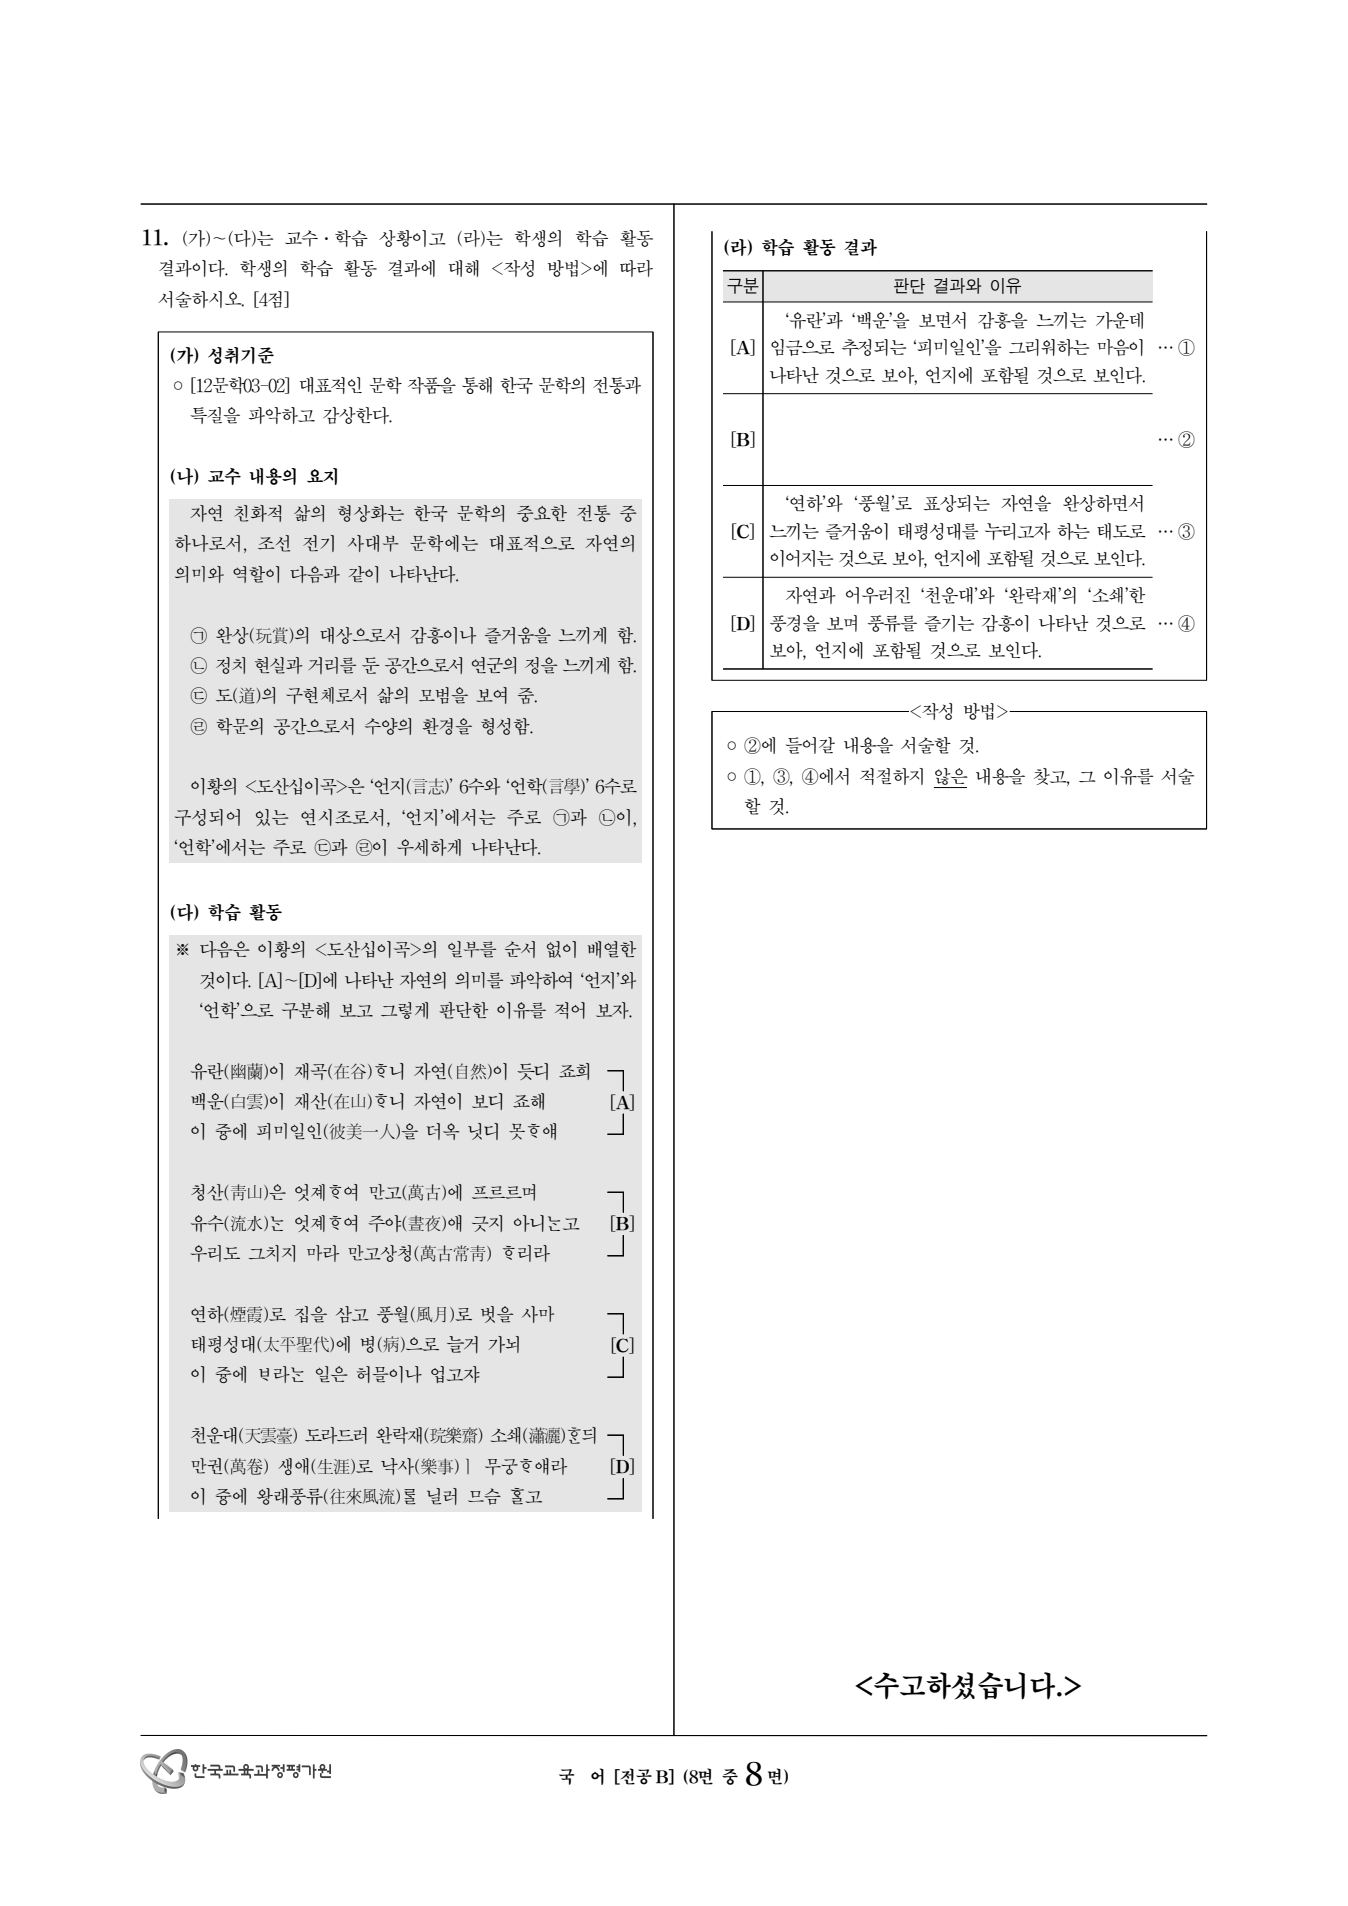 11. (가)～(다)는 교수・학습 상황이고 (라)는 학생의 학습 활동
결과이다. 학생의 학습 활동 결과에 대해 <작성 방법>에 따라
서술하시오. [4점]
(가) 성취기준
○ [12문학03-02] 대표적인 문학 작품을 통해 한국 문학의 전통과
특질을 파악하고 감상한다.
(나) 교수 내용의 요지
자연 친화적 삶의 형상화는 한국 문학의 중요한 전통 중
하나로서, 조선 전기 사대부 문학에는 대표적으로 자연의
의미와 역할이 다음과 같이 나타난다.
㉠ 완상(玩賞)의 대상으로서 감흥이나 즐거움을 느끼게 함.
㉡ 정치 현실과 거리를 둔 공간으로서 연군의 정을 느끼게 함.
㉢ 도(道)의 구현체로서 삶의 모범을 보여 줌.
㉣ 학문의 공간으로서 수양의 환경을 형성함.
이황의 <도산십이곡>은 ‘언지(言志)’ 6수와 ‘언학(言學)’ 6수로
구성되어 있는 연시조로서, ‘언지’에서는 주로 ㉠과 ㉡이,
‘언학’에서는 주로 ㉢과 ㉣이 우세하게 나타난다.
(다) 학습 활동
※ 다음은 이황의 <도산십이곡>의 일부를 순서 없이 배열한
것이다. [A]～[D]에 나타난 자연의 의미를 파악하여 ‘언지’와
‘언학’으로 구분해 보고 그렇게 판단한 이유를 적어 보자.
유란(幽蘭)이 재곡(在谷)ᄒᆞ니 자연(自然)이 듯디 죠희
백운(白雲)이 재산(在山)ᄒᆞ니 자연이 보디 죠해 [A]
이 즁에 피미일인(彼美一人)을 더옥 닛디 못ᄒᆞ얘
청산(靑山)은 엇졔ᄒᆞ여 만고(萬古)에 프르르며
유수(流水)ᄂᆞᆫ 엇졔ᄒᆞ여 주야(晝夜)애 긋지 아니ᄂᆞᆫ고 [B]
우리도 그치지 마라 만고상청(萬古常靑) ᄒᆞ리라
연하(煙霞)로 집을 삼고 풍월(風月)로 벗을 사마
태평성대(太平聖代)에 병(病)으로 늘거 가뇌 [C]
이 즁에 ᄇᆞ라ᄂᆞᆫ 일은 허믈이나 업고쟈
천운대(天雲臺) 도라드러 완락재(玩樂齋) 소쇄(瀟灑)ᄒᆞᆫ듸
만권(萬卷) 생애(生涯)로 낙사(樂事)ㅣ 무궁ᄒᆞ얘라 [D]
이 즁에 왕래풍류(往來風流)ᄅᆞᆯ 닐러 므슴 ᄒᆞᆯ고
(라) 학습 활동 결과
구분 판단 결과와 이유
‘유란’과 ‘백운’을 보면서 감흥을 느끼는 가운데
[A] 임금으로 추정되는 ‘피미일인’을 그리워하는 마음이 … ①
나타난 것으로 보아, 언지에 포함될 것으로 보인다.
[B] … ②
‘연하’와 ‘풍월’로 표상되는 자연을 완상하면서
[C] 느끼는 즐거움이 태평성대를 누리고자 하는 태도로 … ③
이어지는 것으로 보아, 언지에 포함될 것으로 보인다.
자연과 어우러진 ‘천운대’와 ‘완락재’의 ‘소쇄’한
[D] 풍경을 보며 풍류를 즐기는 감흥이 나타난 것으로 … ④
보아, 언지에 포함될 것으로 보인다.
<작성 방법>
○ ②에 들어갈 내용을 서술할 것.
○ ①, ③, ④에서 적절하지 않은 내용을 찾고, 그 이유를 서술
할 것.
<수고하셨습니다.>
한국교육과정평가원
국 어 [전공 B] (8면 중 8 면)